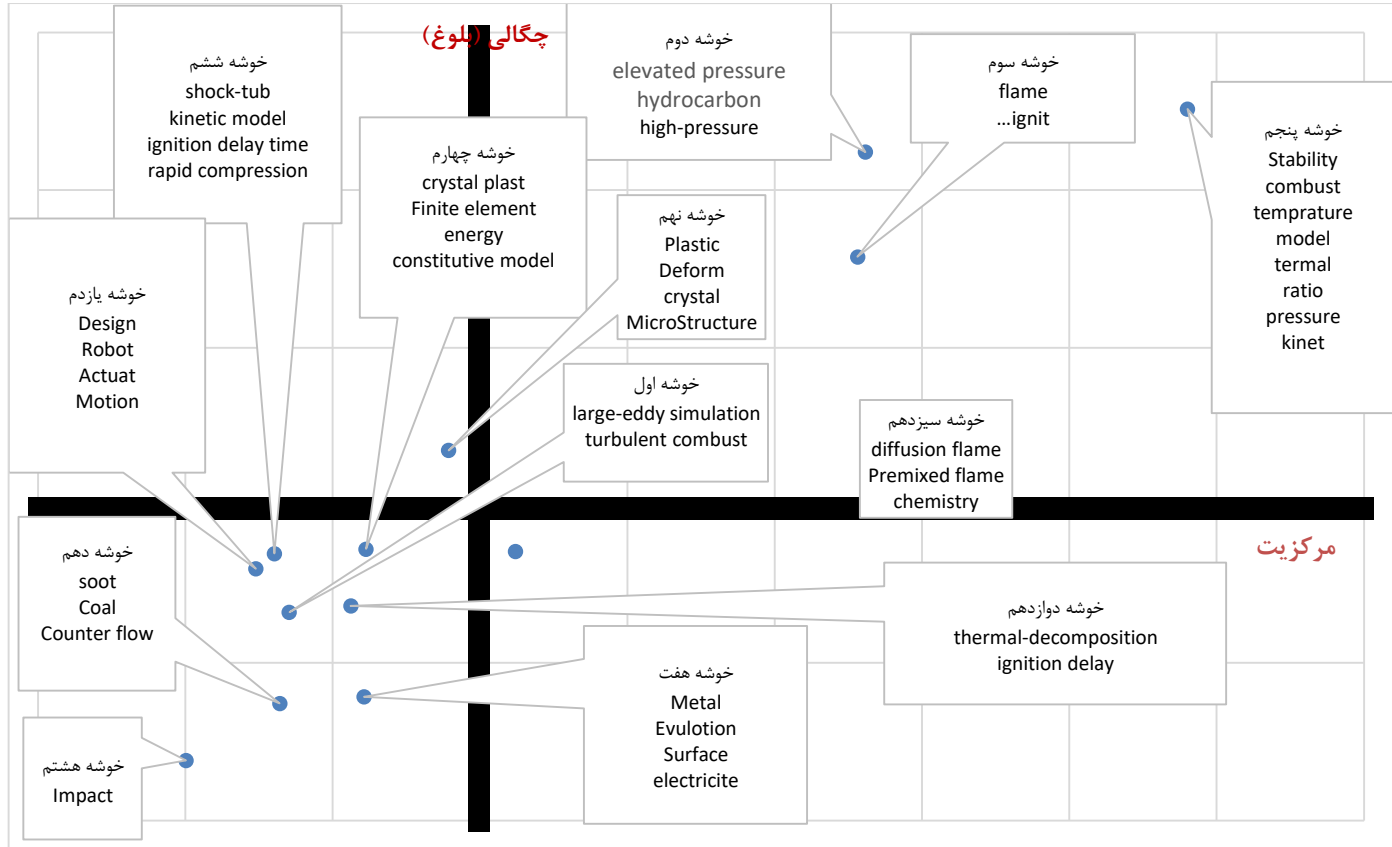 چگالی (بلوغ)
خوشه ششم
shock-tub
kinetic model
ignition delay time
rapid compression
خوشه چهارم
crystal plast
Finite element
energy
constitutive model
خوشه دوم
elevated pressure
hydrocarbon
high-pressure
خوشه سوم
flame
...ignit
خوشه پنجم
Stability
combust
temprature
model
termal
ratio
pressure
kinet
خوشه نهم
Plastic
Deform
crystal
MicroStructure
خوشه یازدم
Design
Robot
Actuat
Motion
خوشه اول
large-eddy simulation
turbulent combust
خوشه سیزدهم
diffusion flame
Premixed flame
chemistry
مرکزیت
خوشه دهم
soot
Coal
Counter flow
خوشه دوازدهم
thermal-decomposition
ignition delay
خوشه هفت
Metal
Evulotion
Surface
electricite
خوشه هشتم
Impact